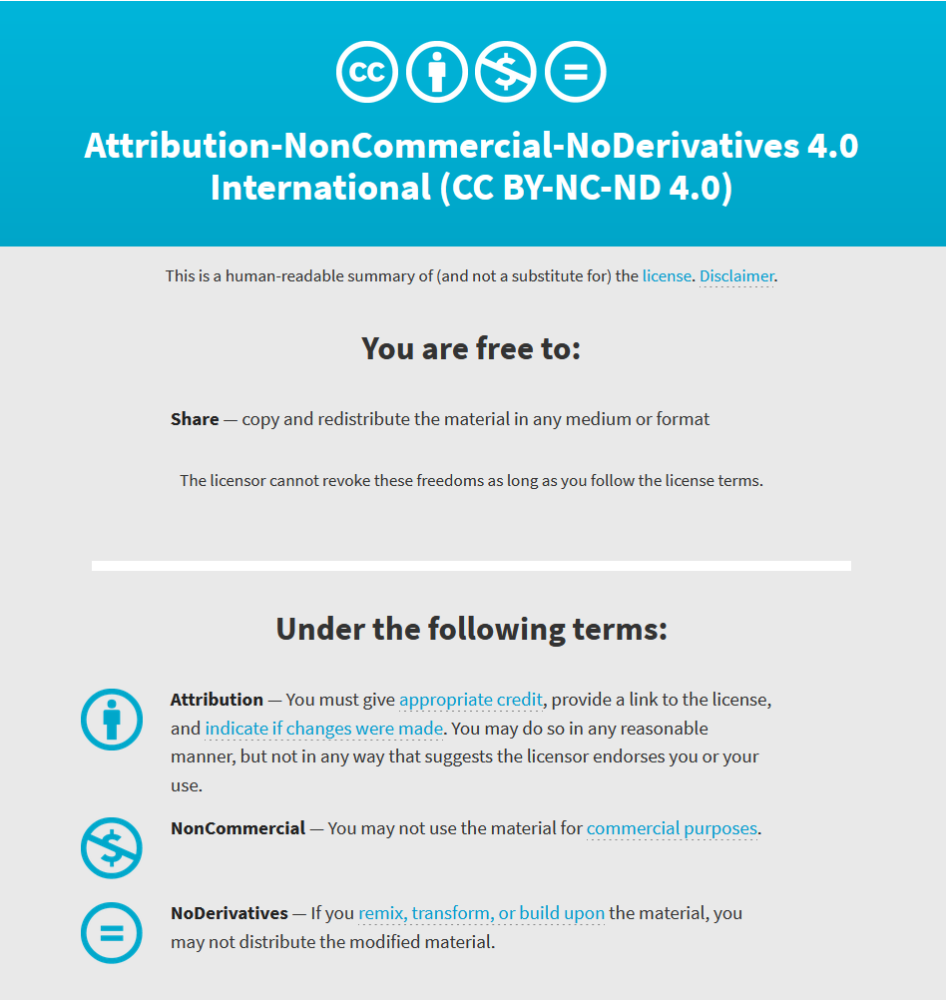 cc
Attribution-NonCommercial-NoDerivatives 4.0
International (CC BY-NC-ND 4.0)
This is a human-readable summary of (and not a substitute for) the license. Disclaimer.
You are free to:
Share — copy and redistribute the material in any medium or format
The licensor cannot revoke these freedoms as long as you follow the license terms.
Under the following terms:
Attribution — You must give appropriate credit, provide a link to the license,
and indicate if changes were made. You may do so in any reasonable
manner, but not in any way that suggests the licensor endorses you or your
use.
NonCommercial — You may not use the material for commercial purposes.
NoDerivatives — If you remix, transform, or build upon the material, you
may not distribute the modified material.